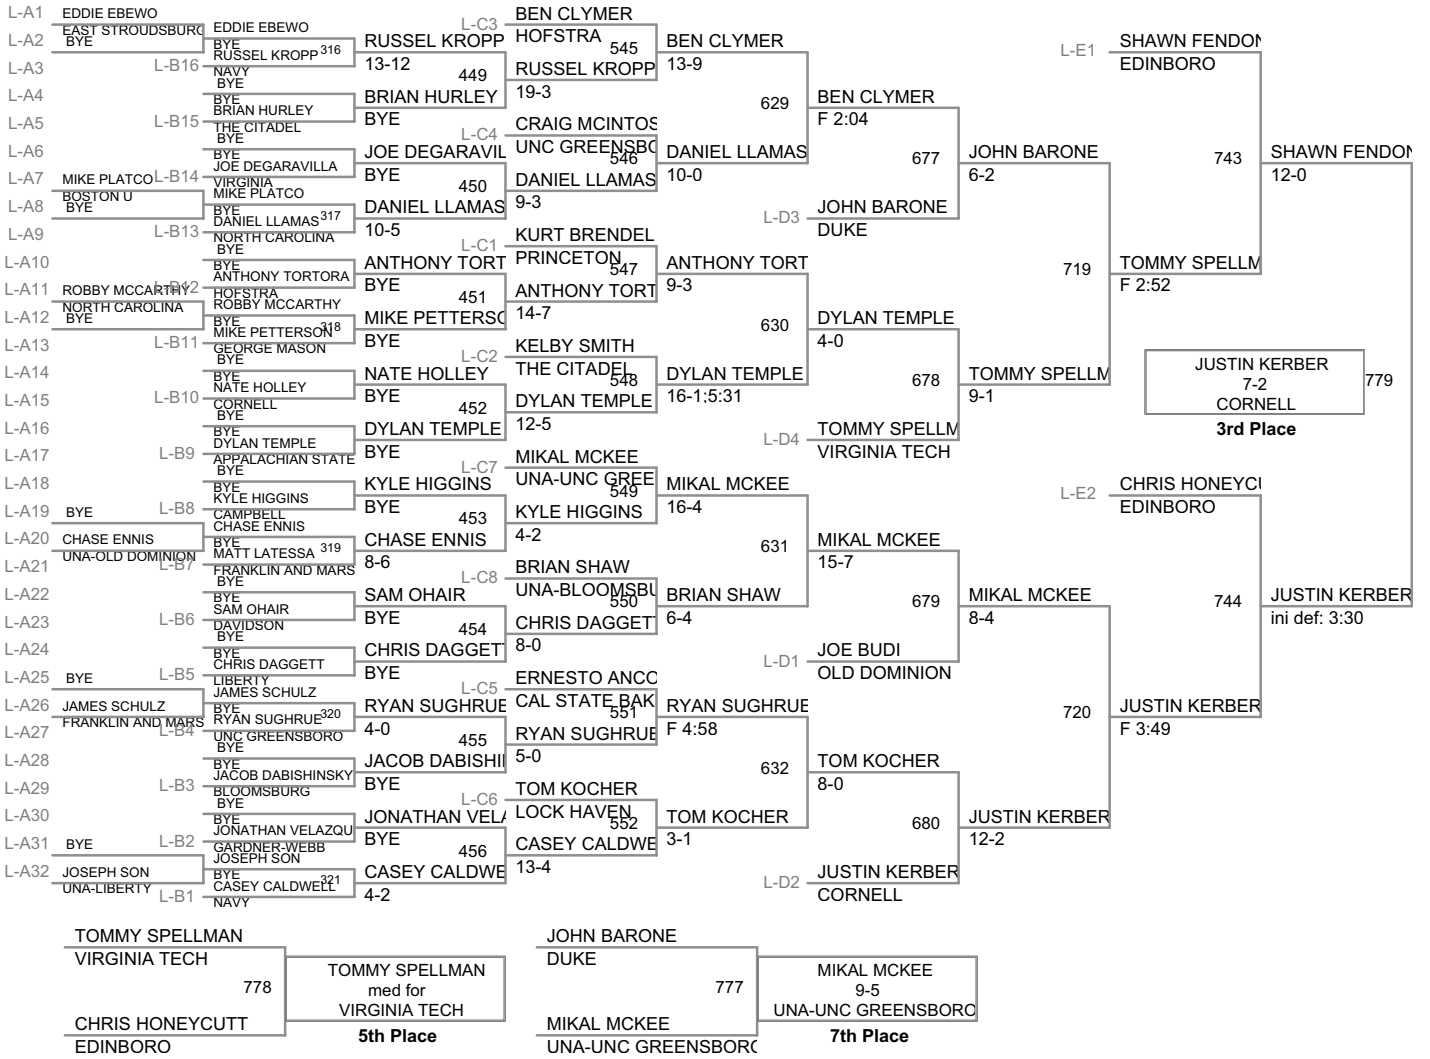 L-A1
EDDIE EBEWO
EAST STROUDSBURG
L-A2
BYE
L-A3
L-A4
L-A5
L-A6
L-A7
MIKE PLATCO
BOSTON U
L-A8
BYE
L-A9
L-A10
L-A11
ROBBY MCCARTHY
NORTH CAROLINA
L-A12
BYE
L-A13
L-A14
L-A15
L-A16
L-A17
L-A18
L-A19
BYE
L-A20
CHASE ENNIS
UNA-OLD DOMINION
L-A21
L-A22
L-A23
L-A24
L-A25
BYE
L-A26
JAMES SCHULZ
FRANKLIN AND MARS
L-A27
L-A28
L-A29
L-A30
L-A31
BYE
L-A32
JOSEPH SON
UNA-LIBERTY
EDDIE EBEWO
BYE
316
L-B16
RUSSEL KROPP
NAVY
BYE
BYE
L-B15
BRIAN HURLEY
THE CITADEL
BYE
BYE
L-B14
JOE DEGARAVILLA
VIRGINIA
MIKE PLATCO
BYE
317
L-B13
DANIEL LLAMAS
NORTH CAROLINA
BYE
BYE
L-B12
ANTHONY TORTORA
HOFSTRA
ROBBY MCCARTHY
BYE
318
L-B11
MIKE PETTERSON
GEORGE MASON
BYE
BYE
L-B10
NATE HOLLEY
CORNELL
BYE
BYE
L-B9
DYLAN TEMPLE
APPALACHIAN STATE
BYE
BYE
L-B8
KYLE HIGGINS
CAMPBELL
CHASE ENNIS
BYE
319
L-B7
MATT LATESSA
FRANKLIN AND MARS
BYE
BYE
L-B6
SAM OHAIR
DAVIDSON
BYE
BYE
L-B5
CHRIS DAGGETT
LIBERTY
JAMES SCHULZ
BYE
320
L-B4
RYAN SUGHRUE
UNC GREENSBORO
BYE
BYE
L-B3
JACOB DABISHINSKY
BLOOMSBURG
BYE
BYE
L-B2
JONATHAN VELAZQU
GARDNER-WEBB
JOSEPH SON
BYE
321
L-B1
CASEY CALDWELL
NAVY
RUSSEL KROPP
13-12
449
BRIAN HURLEY
BYE
JOE DEGARAVIL
BYE
450
DANIEL LLAMAS
10-5
ANTHONY TORT
BYE
451
MIKE PETTERSO
BYE
NATE HOLLEY
BYE
452
DYLAN TEMPLE
BYE
KYLE HIGGINS
BYE
453
CHASE ENNIS
8-6
SAM OHAIR
BYE
454
CHRIS DAGGETT
BYE
RYAN SUGHRUE
4-0
455
JACOB DABISHI
BYE
JONATHAN VELA
BYE
456
CASEY CALDWE
4-2
L-C3
BEN CLYMER
HOFSTRA
545
RUSSEL KROPP
19-3
L-C4
CRAIG MCINTOS
UNC GREENSBO
546
DANIEL LLAMAS
9-3
L-C1
KURT BRENDEL
PRINCETON
547
ANTHONY TORT
14-7
L-C2
KELBY SMITH
THE CITADEL
548
DYLAN TEMPLE
12-5
L-C7
MIKAL MCKEE
UNA-UNC GREE
549
KYLE HIGGINS
4-2
L-C8
BRIAN SHAW
UNA-BLOOMSBU
550
CHRIS DAGGETT
8-0
L-C5
ERNESTO ANCO
CAL STATE BAK
551
RYAN SUGHRUE
5-0
L-C6
TOM KOCHER
LOCK HAVEN
552
CASEY CALDWE
13-4
BEN CLYMER
13-9
629
DANIEL LLAMAS
10-0
ANTHONY TORT
9-3
630
DYLAN TEMPLE
16-1;5:31
MIKAL MCKEE
16-4
631
BRIAN SHAW
6-4
RYAN SUGHRUE
F 4:58
632
TOM KOCHER
3-1
BEN CLYMER
F 2:04
677
L-D3
JOHN BARONE
DUKE
DYLAN TEMPLE
4-0
678
L-D4
TOMMY SPELLM
VIRGINIA TECH
MIKAL MCKEE
15-7
679
L-D1
JOE BUDI
OLD DOMINION
TOM KOCHER
8-0
680
L-D2
JUSTIN KERBER
CORNELL
JOHN BARONE
6-2
719
TOMMY SPELLM
9-1
MIKAL MCKEE
8-4
720
JUSTIN KERBER
12-2
L-E1
SHAWN FENDON
EDINBORO
743
TOMMY SPELLM
F 2:52
L-E2
CHRIS HONEYCU
EDINBORO
744
JUSTIN KERBER
F 3:49
SHAWN FENDON
12-0
JUSTIN KERBER
7-2
CORNELL
779
3rd Place
JUSTIN KERBER
ini def: 3:30
TOMMY SPELLMAN
VIRGINIA TECH
778
CHRIS HONEYCUTT
EDINBORO
TOMMY SPELLMAN
med for
VIRGINIA TECH
5th Place
JOHN BARONE
DUKE
777
MIKAL MCKEE
UNA-UNC GREENSBORO
MIKAL MCKEE
9-5
UNA-UNC GREENSBORO
7th Place